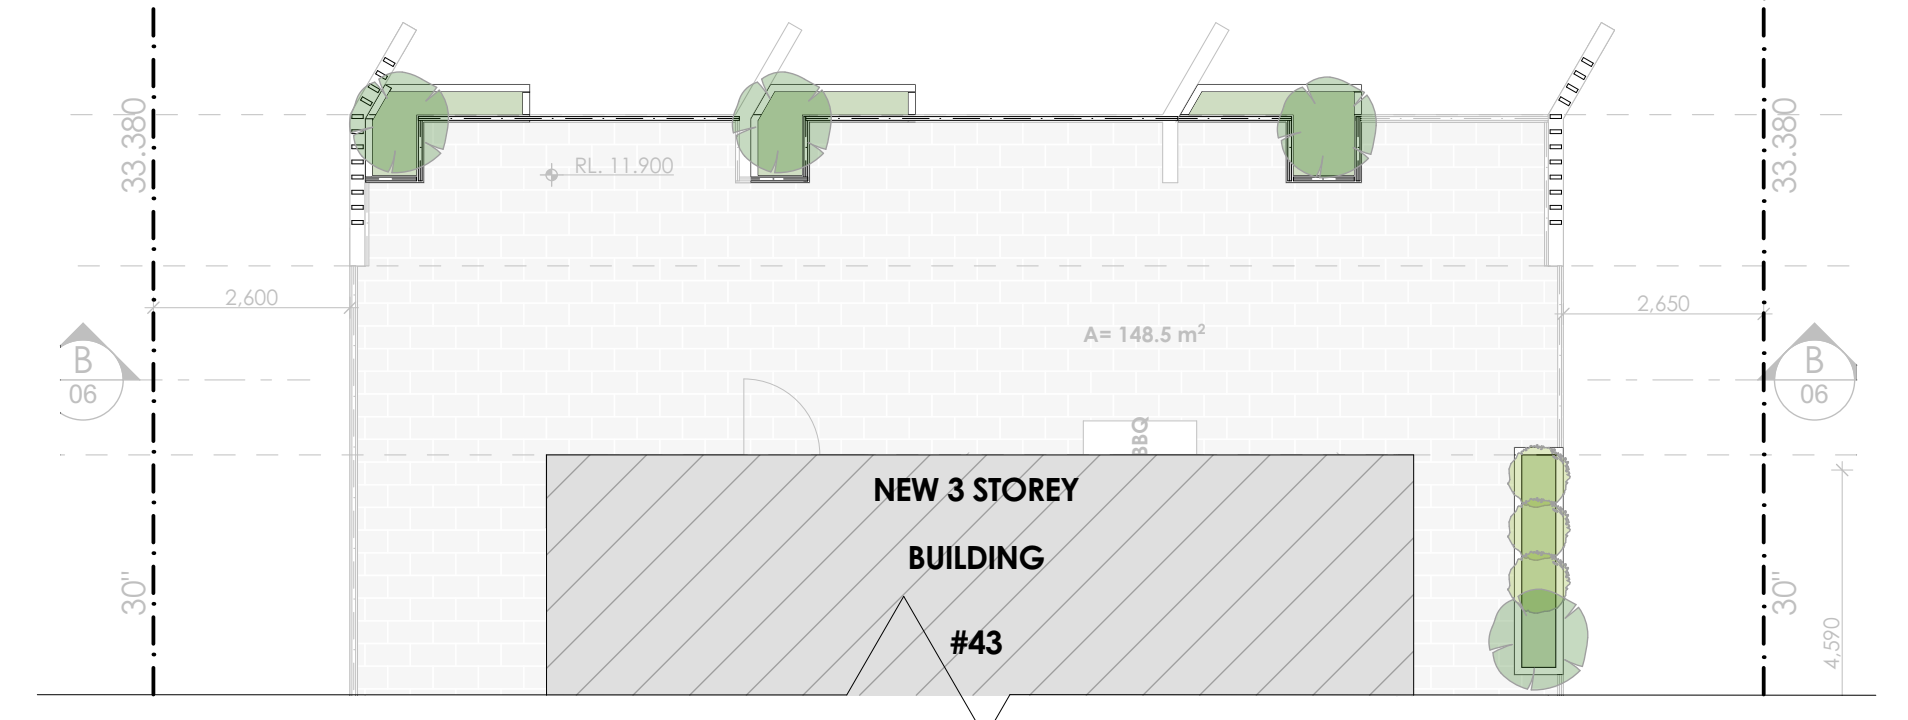 33.380
33.380
RL. 11.900
2,600
2,650
A= 148.5 m²
B
06
B
06
BBQ
NEW 3 STOREY
BUILDING
#43
30"
30"
4,590